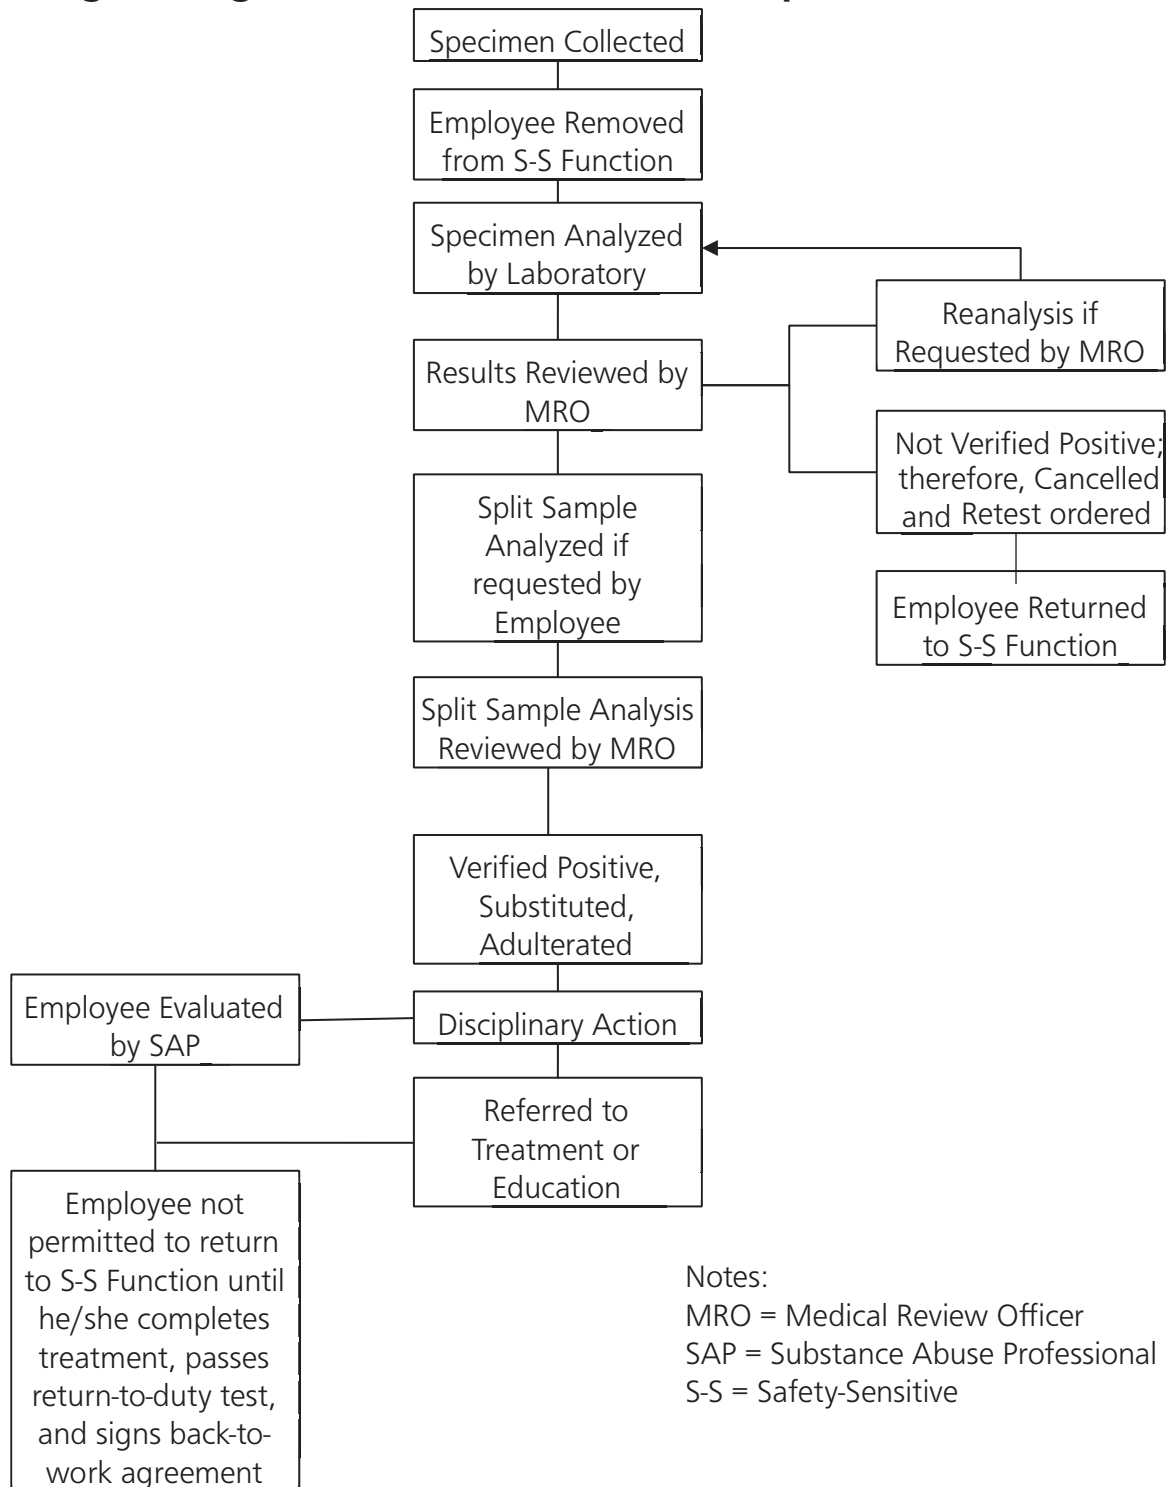 Specimen Collected
Employee Removed
from S-S Function
Specimen Analyzed
by Laboratory
Reanalysis if
Requested by MRO
Results Reviewed by
MRO
Not Verified Positive;
therefore, Cancelled
and Retest ordered
Split Sample
Analyzed if
requested by
Employee
Employee Returned
to S-S Function
Split Sample Analysis
Reviewed by MRO
Verified Positive,
Substituted,
Adulterated
Employee Evaluated
by SAP
Disciplinary Action
Referred to
Treatment or
Education
Employee not
permitted to return
to S-S Function until
he/she completes
treatment, passes
return-to-duty test,
and signs back-to-
work agreement
Notes:
MRO = Medical Review Officer
SAP = Substance Abuse Professional
S-S = Safety-Sensitive